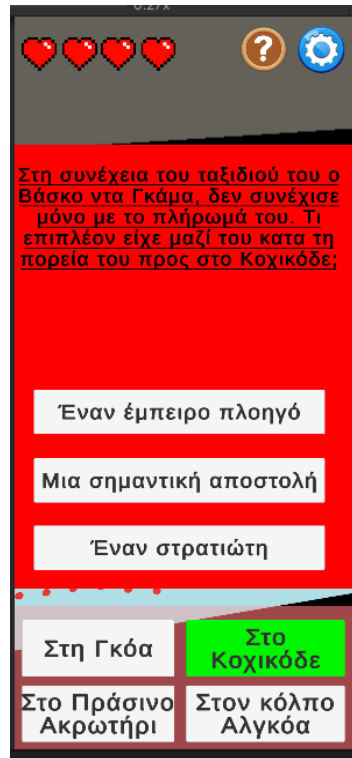 0.27x
?
Στη συνέχεια του ταξιδιού του ο
Βάσκο ντα Γκάμα, δεν συνέχισε
μόνο με το πλήρωμά του. Τι
επιπλέον είχε μαζί του κατα τη
πορεία του προς στο Κοχικόδε;
Έναν έμπειρο πλοηγό
Μια σημαντική αποστολή
Έναν στρατιώτη
Στη Γκόα
Στο
Κοχικόδε
Στο Πράσινο
Ακρωτήρι
Στον κόλπο
Αλγκόα